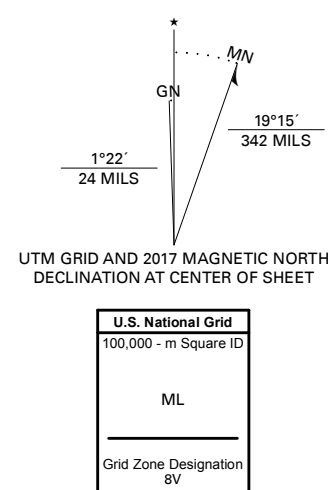 ★
MN
GN
19°15´
342 MILS
1°22´
24 MILS
UTM GRID AND 2017 MAGNETIC NORTH
DECLINATION AT CENTER OF SHEET
U.S. National Grid
100,000 - m Square ID
ML
Grid Zone Designation
8V